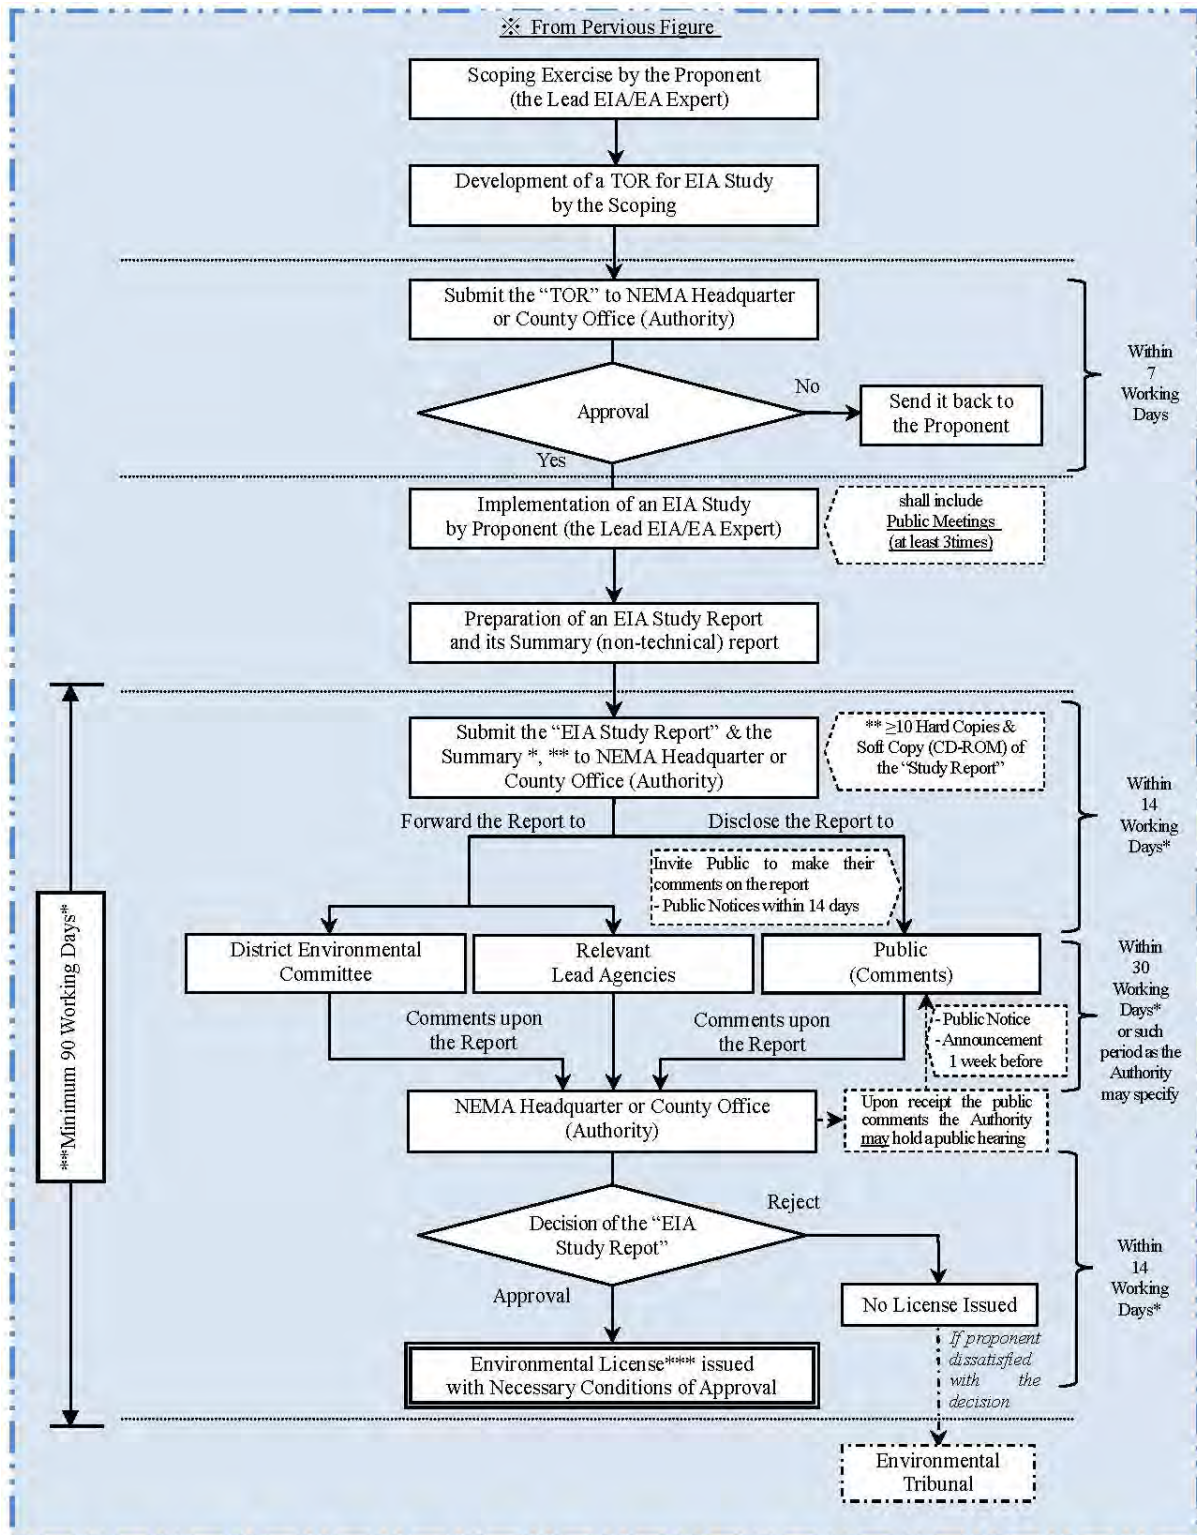 ※ From Pervious Figure
Scoping Exercise by the Proponent
(the Lead EIA/EA Expert)
Development of a TOR for EIA Study
by the Scoping
Submit the “TOR” to NEMA Headquarter
or County Office (Authority)
Approval
No
Send it back to
the Proponent
Yes
Within
7
Working
Days
Implementation of an EIA Study
by Proponent (the Lead EIA/EA Expert)
shall include
Public Meetings
(at least 3times)
Preparation of an EIA Study Report
and its Summary (non-technical) report
Submit the “EIA Study Report” & the
Summary *, ** to NEMA Headquarter or
County Office (Authority)
** ≥10 Hard Copies &
Soft Copy (CD-ROM) of
the “Study Report”
Forward the Report to
Disclose the Report to
Invite Public to make their
comments on the report
- Public Notices within 14 days
Within
14
Working
Days*
District Environmental
Committee
Relevant
Lead Agencies
Public
(Comments)
Comments upon
the Report
Comments upon
the Report
- Public Notice
- Announcement
1 week before
Within
30
Working
Days*
or such
period as the
Authority
may specify
NEMA Headquarter or County Office
(Authority)
Upon receipt the public
comments the Authority
may hold a public hearing
**Minimum 90 Working Days*
Decision of the “EIA
Study Repot”
Reject
Approval
No License Issued
Within
14
Working
Days*
If proponent
dissatisfied
with the
decision
Environmental License*** issued
with Necessary Conditions of Approval
Environmental
Tribunal